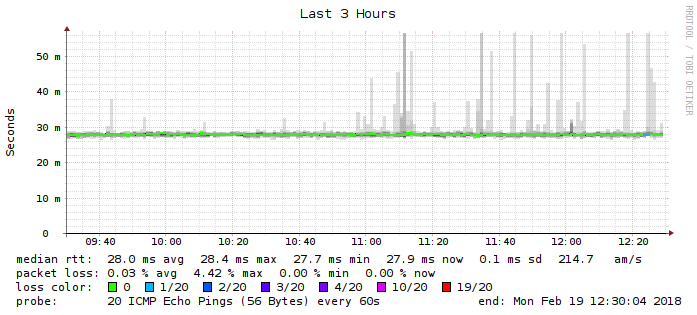 Last 3 Hours
RRDTOOL / TOBI OETIKER
Seconds
50 m
40 m
30 m
20 m
10 m
0
09:40 10:00 10:20 10:40 11:00 11:20 11:40 12:00 12:20
median rtt: 28.0 ms avg 28.4 ms max 27.7 ms min 27.9 ms now 0.1 ms sd 214.7 am/s
packet loss: 0.03 % avg 4.42 % max 0.00 % min 0.00 % now
loss color: 0 1/20 2/20 3/20 4/20 10/20 19/20
probe: 20 ICMP Echo Pings (56 Bytes) every 60s end: Mon Feb 19 12:30:04 2018